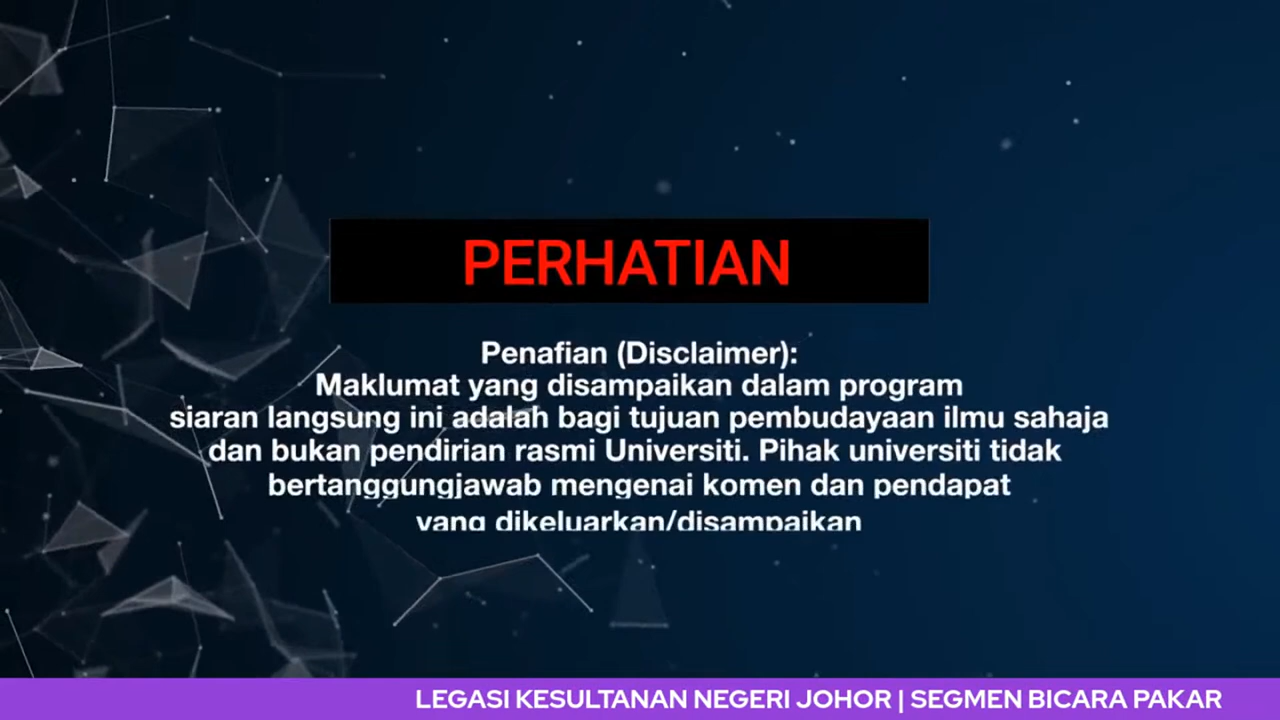 PERHATIAN
Penafian (Disclaimer):
Maklumat yang disampaikan dalam program
siaran langsung ini adalah bagi tujuan pembudayaan ilmu sahaja
dan bukan pendirian rasmi Universiti. Pihak universiti tidak
bertanggungjawab mengenai komen dan pendapat
yang dikeluarkan/disampaikan
LEGASI KESULTANAN NEGERI JOHOR | SEGMEN BICARA PAKAR